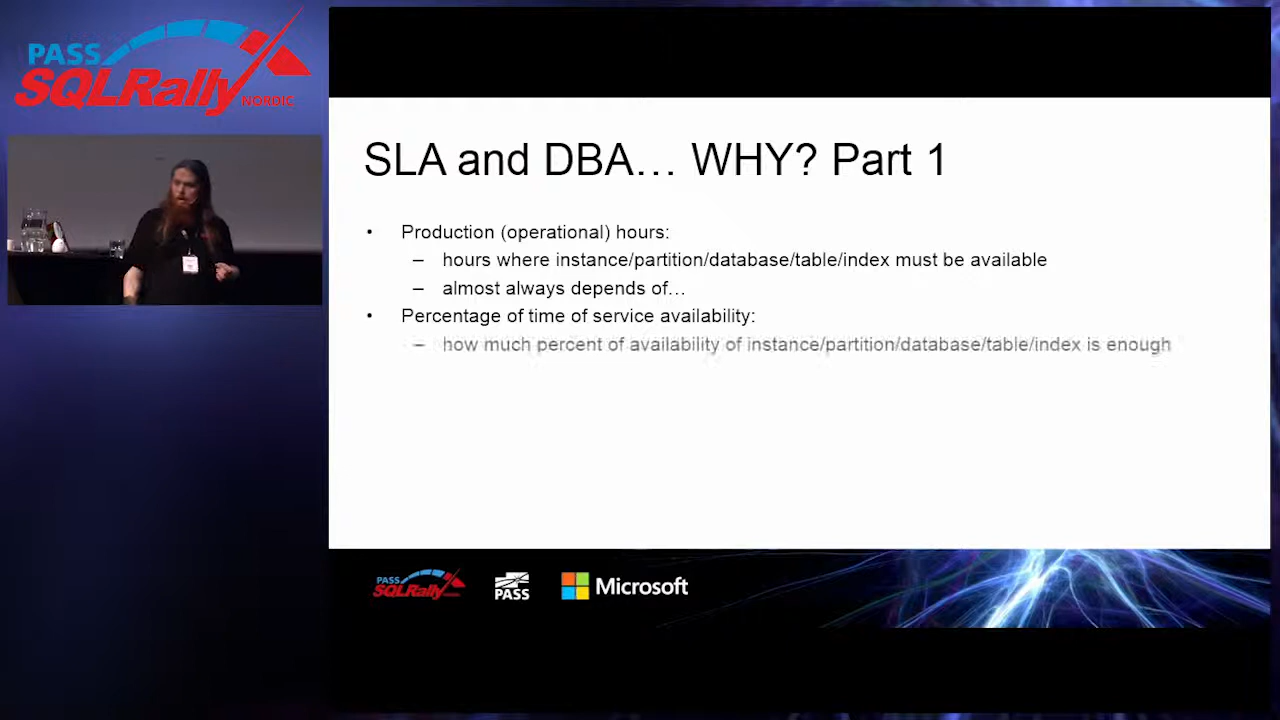 PASS
SQLRally
NORDIC
SLA and DBA… WHY? Part 1
• Production (operational) hours:
– hours where instance/partition/database/table/index must be available
– almost always depends of…
• Percentage of time of service availability:
– how much percent of availability of instance/partition/database/table/index is enough
PASS
SQLRally
PASS
Microsoft